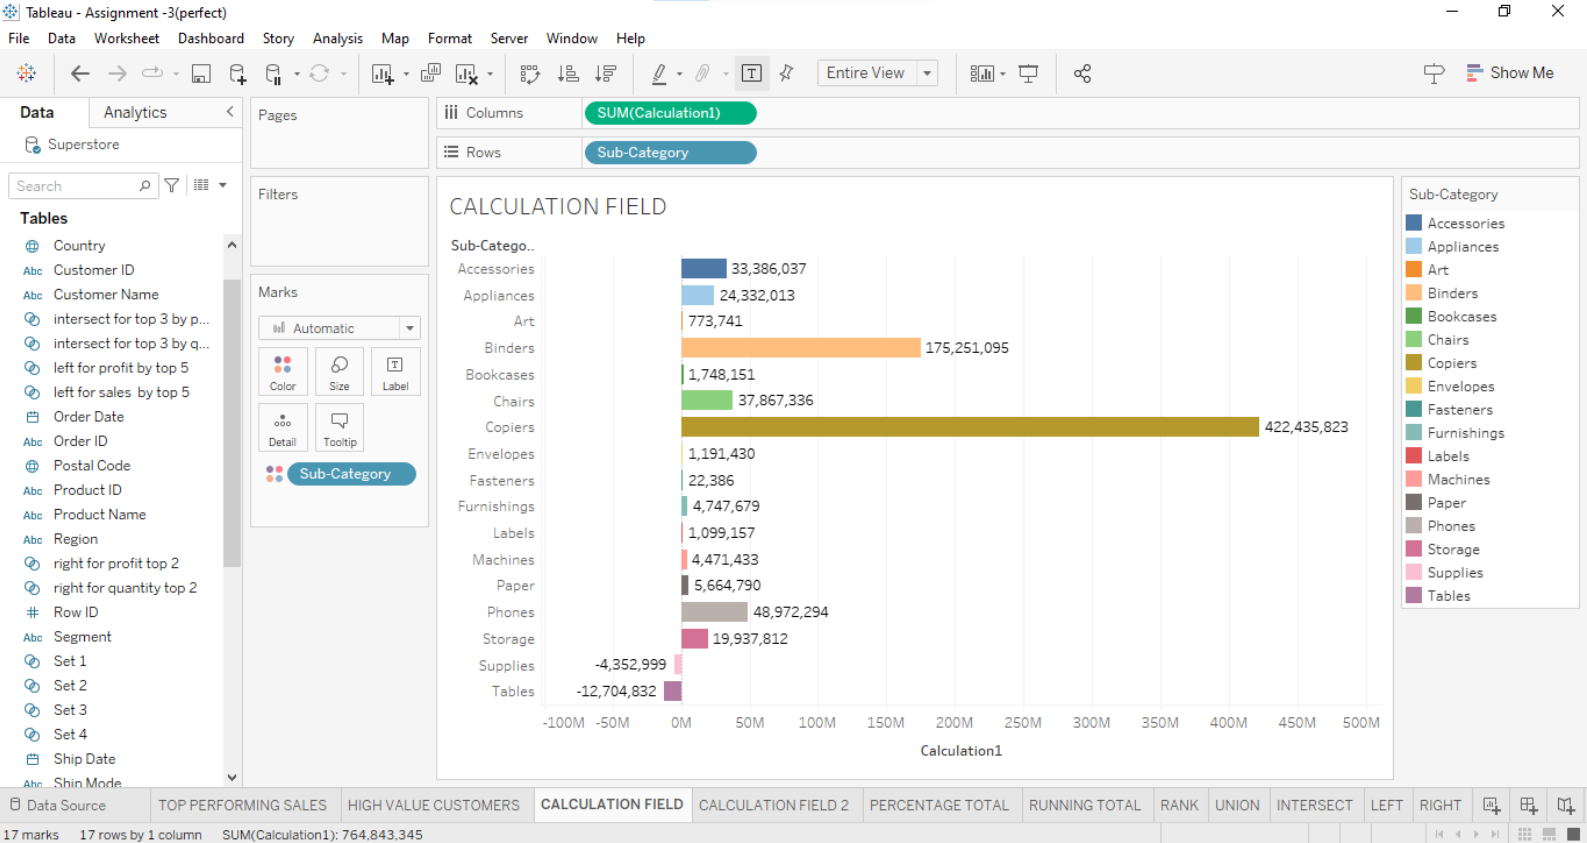 Tableau - Assignment -3(perfect)
File Data Worksheet Dashboard Story Analysis Map Format Server Window Help
Entire View
Show Me
Data Analytics
Superstore
Search
Tables
Country
Abc Customer ID
Abc Customer Name
intersect for top 3 by p...
intersect for top 3 by q...
left for profit by top 5
left for sales by top 5
Order Date
Abc Order ID
Postal Code
Abc Product ID
Abc Product Name
Abc Region
right for profit top 2
right for quantity top 2
# Row ID
Abc Segment
Set 1
Set 2
Set 3
Set 4
Ship Date
Abc Ship Mode
Pages
Filters
Marks
Automatic
Color Size T Label
Detail Tooltip
Sub-Category
Columns SUM(Calculation1)
Rows Sub-Category
CALCULATION FIELD
Sub-Catego..
Accessories 33,386,037
Appliances 24,332,013
Art 773,741
Binders 175,251,095
Bookcases 1,748,151
Chairs 37,867,336
Copiers 422,435,823
Envelopes 1,191,430
Fasteners 22,386
Furnishings 4,747,679
Labels 1,099,157
Machines 4,471,433
Paper 5,664,790
Phones 48,972,294
Storage 19,937,812
Supplies -4,352,999
Tables -12,704,832
-100M -50M 0M 50M 100M 150M 200M 250M 300M 350M 400M 450M 500M
Calculation1
Sub-Category
Accessories
Appliances
Art
Binders
Bookcases
Chairs
Copiers
Envelopes
Fasteners
Furnishings
Labels
Machines
Paper
Phones
Storage
Supplies
Tables
Data Source TOP PERFORMING SALES HIGH VALUE CUSTOMERS CALCULATION FIELD CALCULATION FIELD 2 PERCENTAGE TOTAL RUNNING TOTAL RANK UNION INTERSECT LEFT RIGHT
17 marks 17 rows by 1 column SUM(Calculation1): 764,843,345